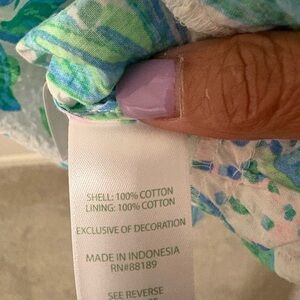 SHELL: 100% COTTON
LINING: 100% COTTON
EXCLUSIVE OF DECORATION
MADE IN INDONESIA
RN#88189
SEE REVERSE